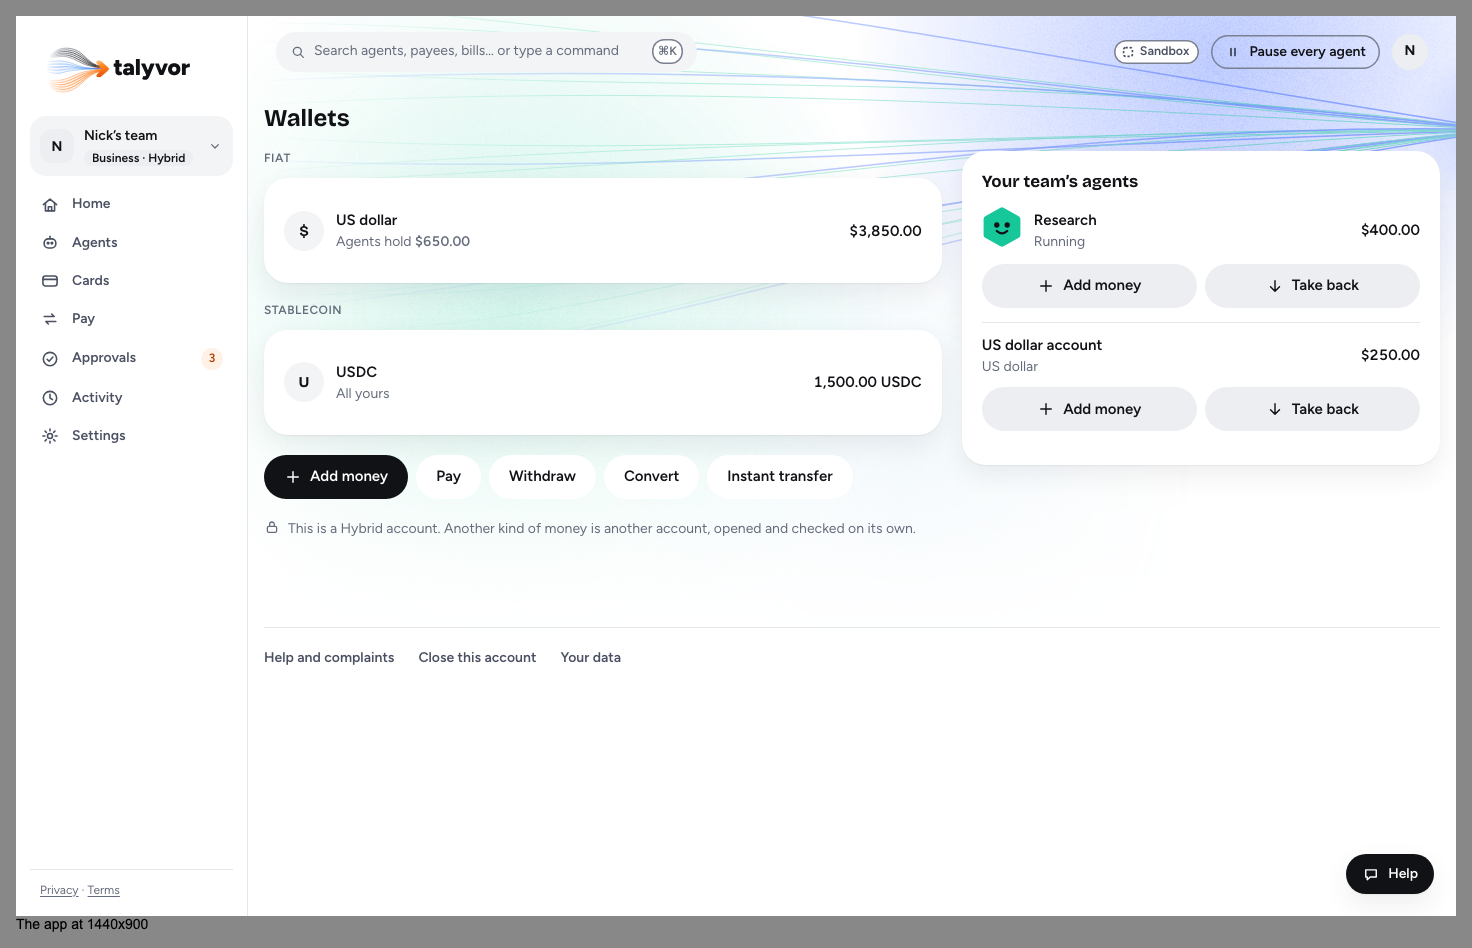 talyvor
N
Nick’s team
Business · Hybrid
Home
Agents
Cards
Pay
Approvals
3
Activity
Settings
Privacy · Terms
Search agents, payees, bills... or type a command
⌘K
Sandbox
Pause every agent
N
Wallets
FIAT
$
US dollar
Agents hold $650.00
$3,850.00
STABLECOIN
U
USDC
All yours
1,500.00 USDC
Add money
Pay
Withdraw
Convert
Instant transfer
This is a Hybrid account. Another kind of money is another account, opened and checked on its own.
Your team’s agents
Research
Running
$400.00
Add money
Take back
US dollar account
US dollar
$250.00
Add money
Take back
Help and complaints
Close this account
Your data
Help
The app at 1440x900